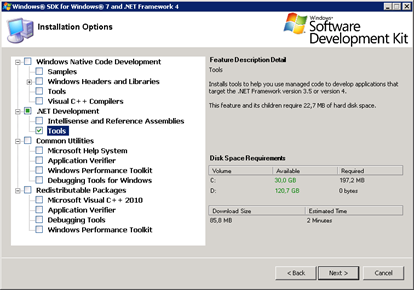 Windows® SDK for Windows® 7 and .NET Framework 4
Installation Options
Windows®
Software
Development Kit
Windows Native Code Development
Samples
Windows Headers and Libraries
Tools
Visual C++ Compilers
.NET Development
Intellisense and Reference Assemblies
Tools
Common Utilities
Microsoft Help System
Application Verifier
Windows Performance Toolkit
Debugging Tools for Windows
Redistributable Packages
Microsoft Visual C++ 2010
Application Verifier
Debugging Tools
Windows Performance Toolkit
Feature Description Detail
Tools
Installs tools to help you use managed code to develop applications that
target the .NET Framework version 3.5 or version 4.
This feature and its children require 22,7 MB of hard disk space.
Disk Space Requirements
Volume Available Required
C: 30,0 GB 197,2 MB
D: 120,7 GB 0 bytes
Download Size Estimated Time
85,8 MB 2 Minutes
< Back Next > Cancel